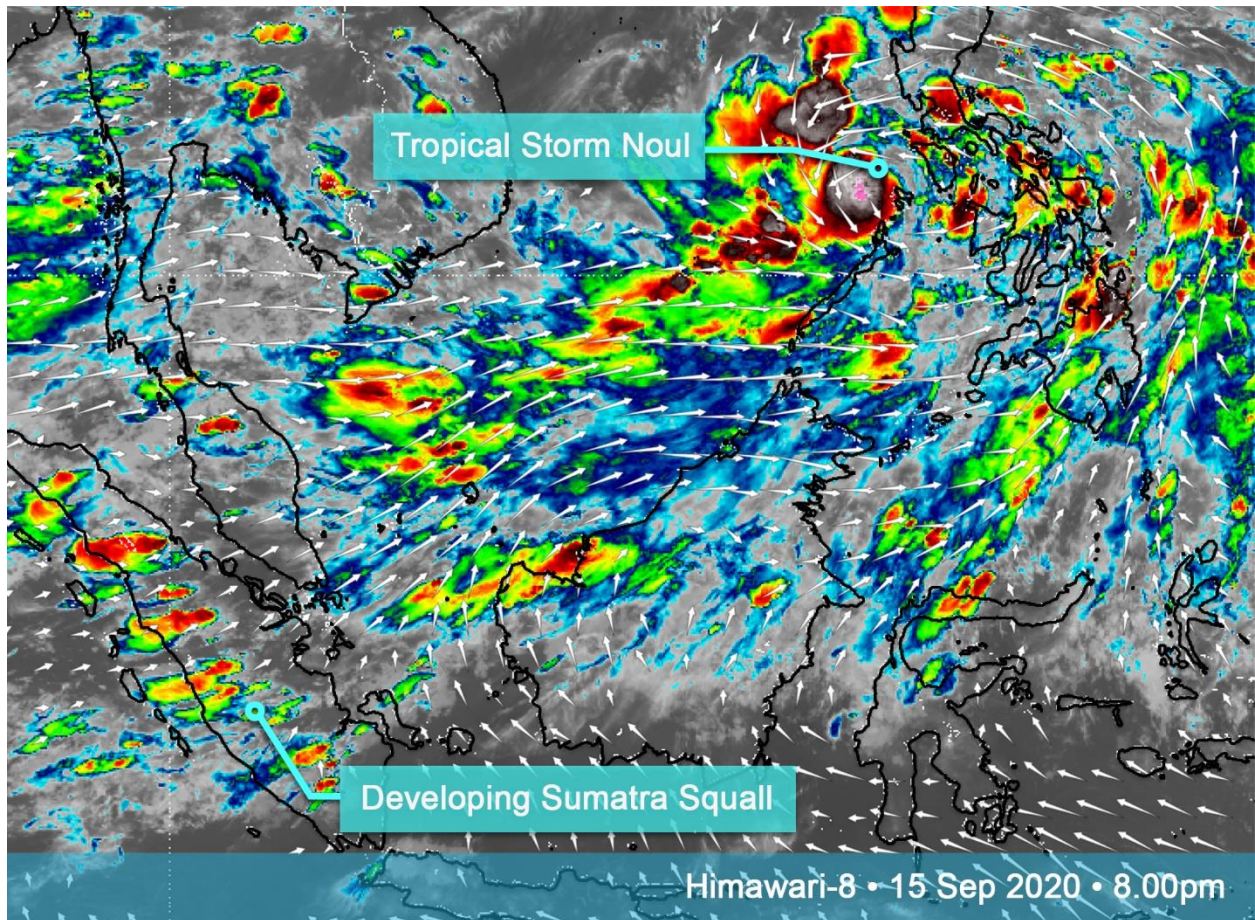 Tropical Storm Noul
Developing Sumatra Squall
Himawari-8 • 15 Sep 2020 • 8.00pm